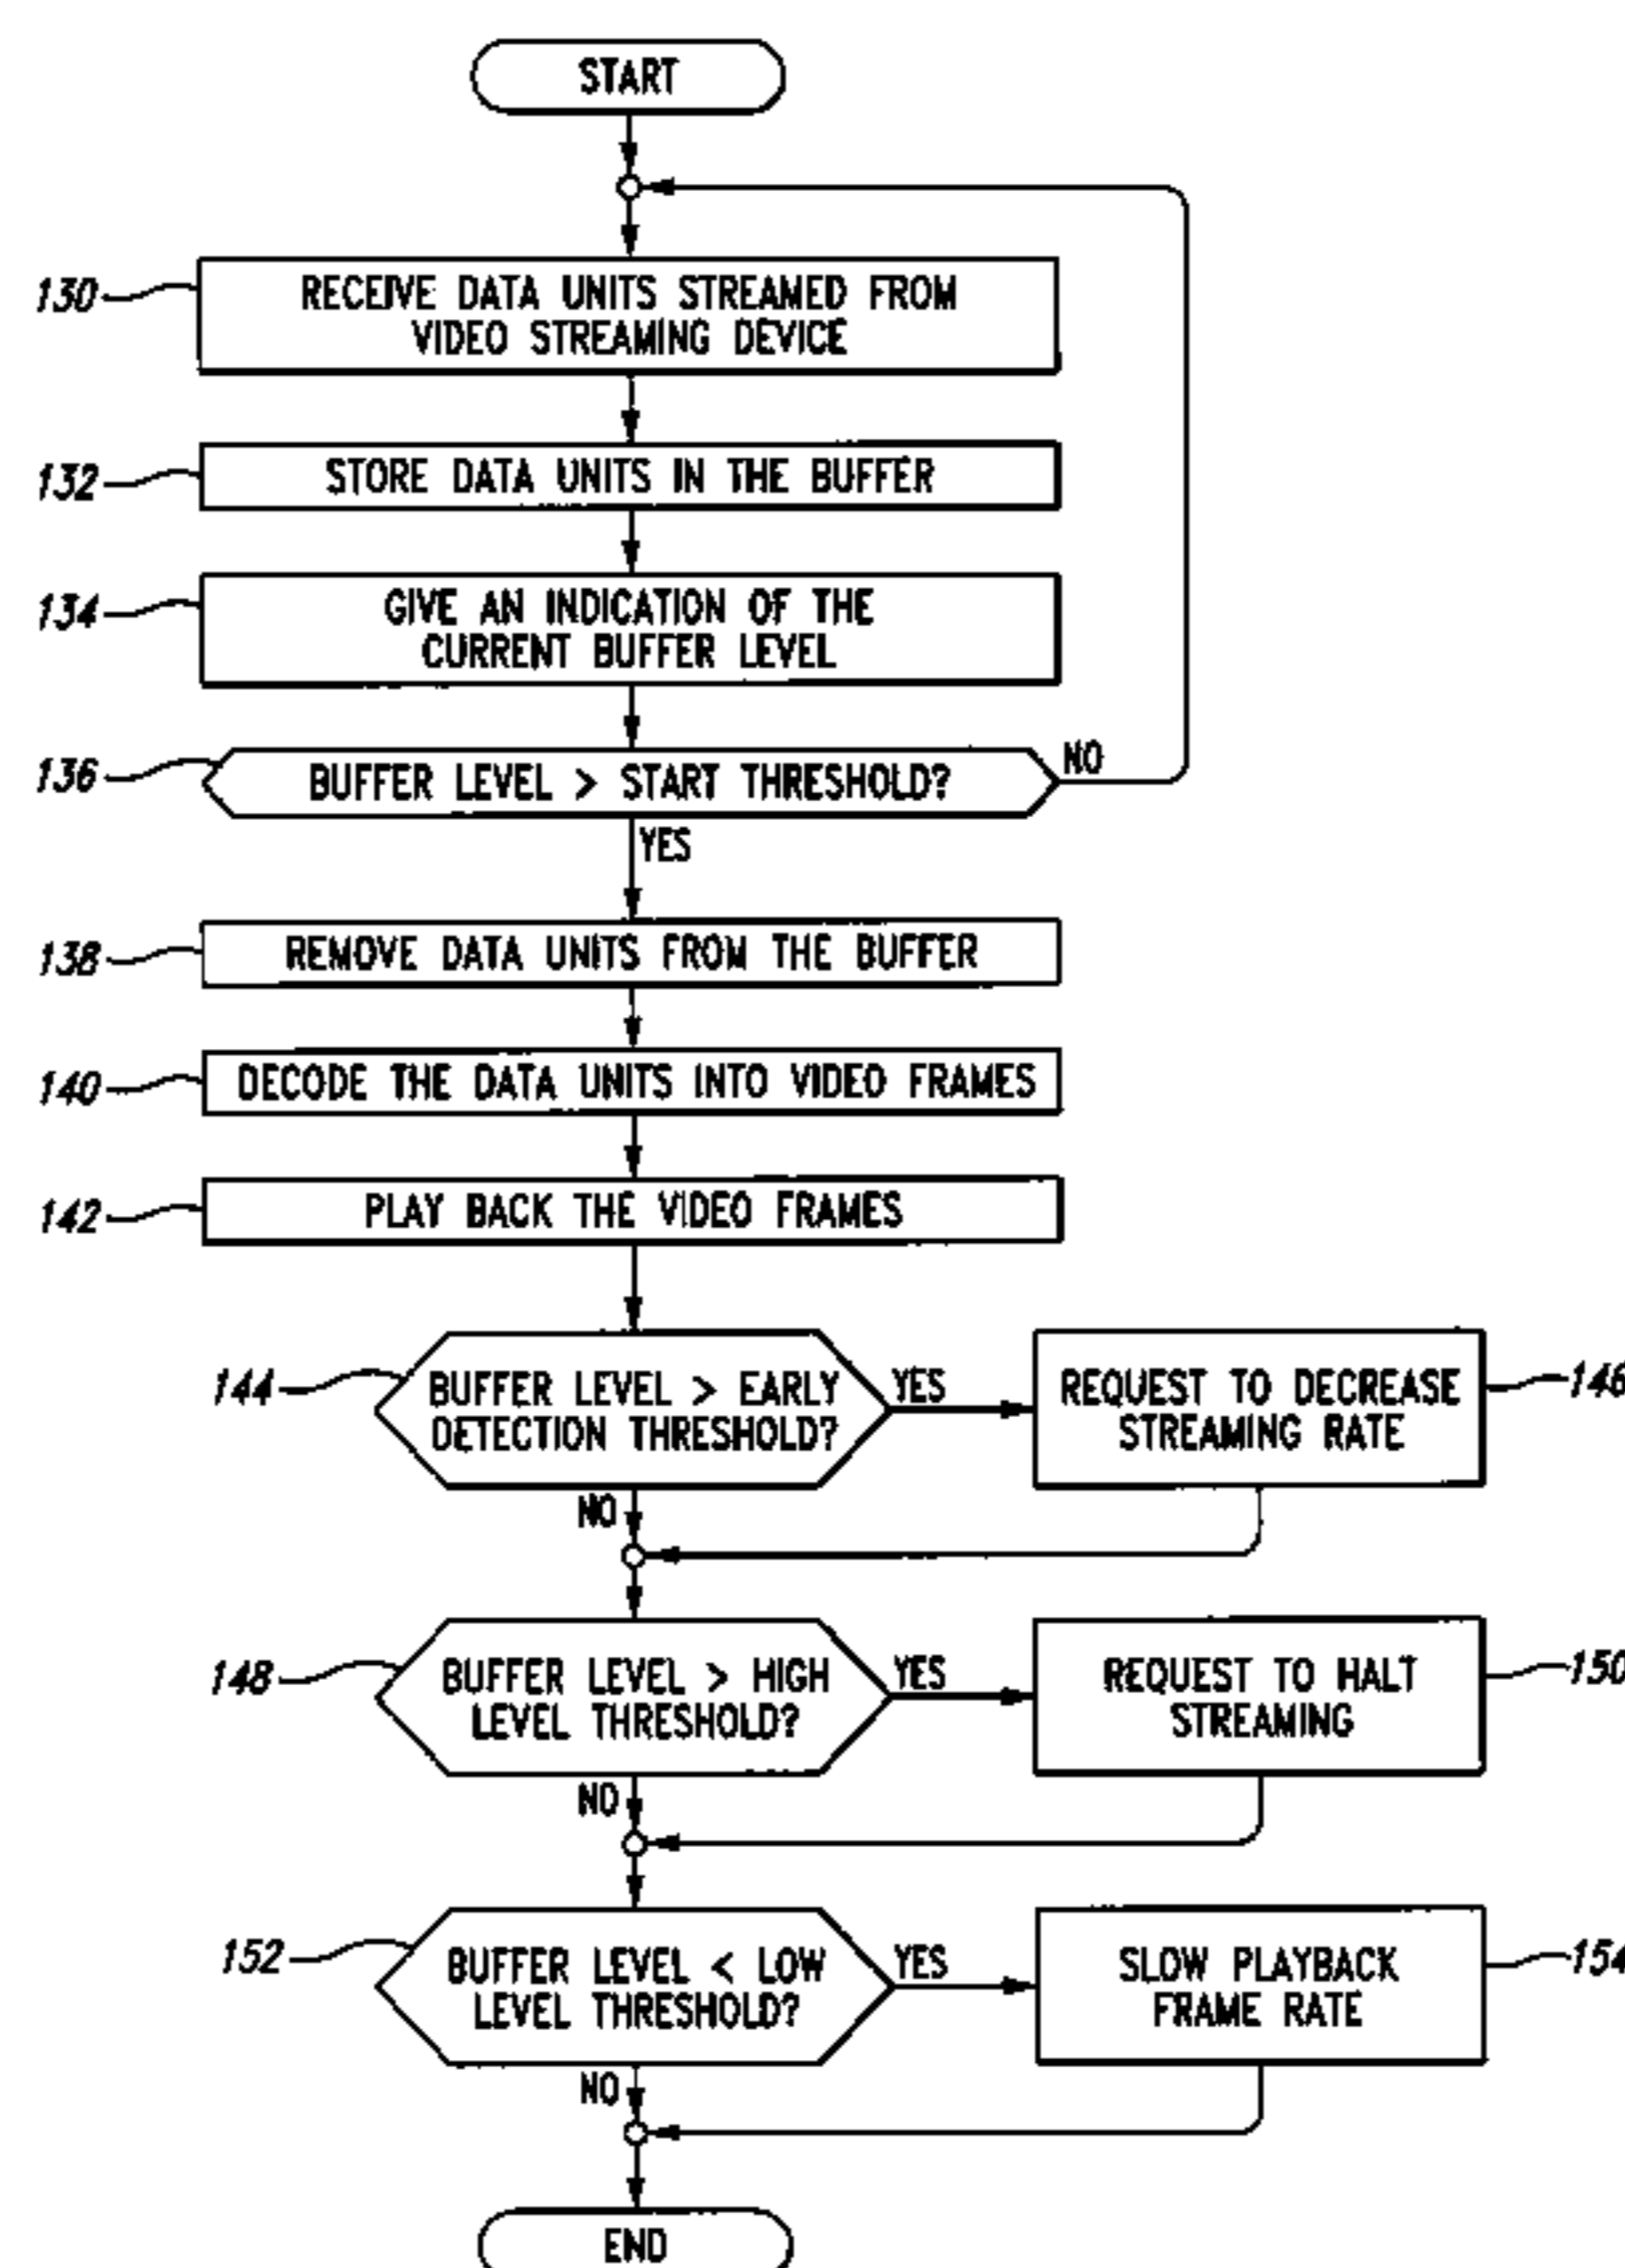 START
130
RECEIVE DATA UNITS STREAMED FROM
VIDEO STREAMING DEVICE
132
STORE DATA UNITS IN THE BUFFER
134
GIVE AN INDICATION OF THE
CURRENT BUFFER LEVEL
136
BUFFER LEVEL > START THRESHOLD?
NO
YES
138
REMOVE DATA UNITS FROM THE BUFFER
140
DECODE THE DATA UNITS INTO VIDEO FRAMES
142
PLAY BACK THE VIDEO FRAMES
144
BUFFER LEVEL > EARLY
DETECTION THRESHOLD?
YES
REQUEST TO DECREASE
STREAMING RATE
146
NO
148
BUFFER LEVEL > HIGH
LEVEL THRESHOLD?
YES
REQUEST TO HALT
STREAMING
150
NO
152
BUFFER LEVEL < LOW
LEVEL THRESHOLD?
YES
SLOW PLAYBACK
FRAME RATE
154
NO
END